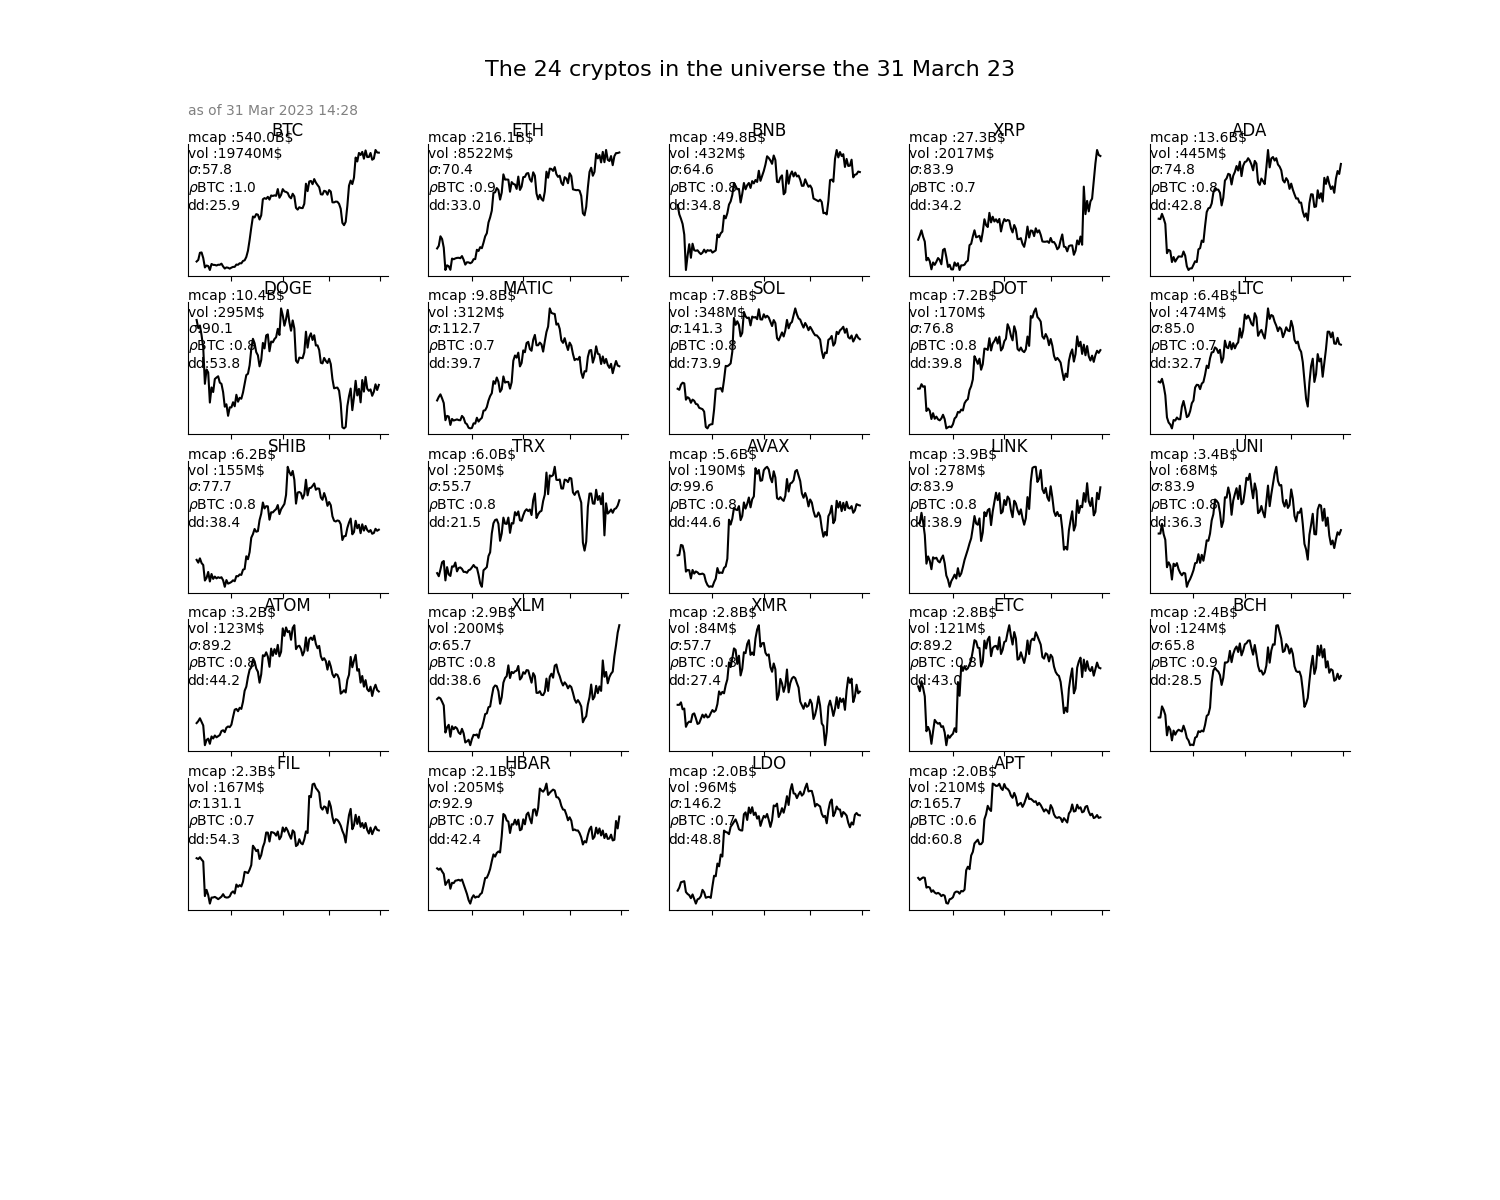 The 24 cryptos in the universe the 31 March 23
as of 31 Mar 2023 14:28
BTC
mcap :540.0B$
vol :19740M$
σ:57.8
ρBTC :1.0
dd:25.9
ETH
mcap :216.1B$
vol :8522M$
σ:70.4
ρBTC :0.9
dd:33.0
BNB
mcap :49.8B$
vol :432M$
σ:64.6
ρBTC :0.8
dd:34.8
XRP
mcap :27.3B$
vol :2017M$
σ:83.9
ρBTC :0.7
dd:34.2
ADA
mcap :13.6B$
vol :445M$
σ:74.8
ρBTC :0.8
dd:42.8
DOGE
mcap :10.4B$
vol :295M$
σ:90.1
ρBTC :0.8
dd:53.8
MATIC
mcap :9.8B$
vol :312M$
σ:112.7
ρBTC :0.7
dd:39.7
SOL
mcap :7.8B$
vol :348M$
σ:141.3
ρBTC :0.8
dd:73.9
DOT
mcap :7.2B$
vol :170M$
σ:76.8
ρBTC :0.8
dd:39.8
LTC
mcap :6.4B$
vol :474M$
σ:85.0
ρBTC :0.7
dd:32.7
SHIB
mcap :6.2B$
vol :155M$
σ:77.7
ρBTC :0.8
dd:38.4
TRX
mcap :6.0B$
vol :250M$
σ:55.7
ρBTC :0.8
dd:21.5
AVAX
mcap :5.6B$
vol :190M$
σ:99.6
ρBTC :0.8
dd:44.6
LINK
mcap :3.9B$
vol :278M$
σ:83.9
ρBTC :0.8
dd:38.9
UNI
mcap :3.4B$
vol :68M$
σ:83.9
ρBTC :0.8
dd:36.3
ATOM
mcap :3.2B$
vol :123M$
σ:89.2
ρBTC :0.8
dd:44.2
XLM
mcap :2.9B$
vol :200M$
σ:65.7
ρBTC :0.8
dd:38.6
XMR
mcap :2.8B$
vol :84M$
σ:57.7
ρBTC :0.8
dd:27.4
ETC
mcap :2.8B$
vol :121M$
σ:89.2
ρBTC :0.8
dd:43.0
BCH
mcap :2.4B$
vol :124M$
σ:65.8
ρBTC :0.9
dd:28.5
FIL
mcap :2.3B$
vol :167M$
σ:131.1
ρBTC :0.7
dd:54.3
HBAR
mcap :2.1B$
vol :205M$
σ:92.9
ρBTC :0.7
dd:42.4
LDO
mcap :2.0B$
vol :96M$
σ:146.2
ρBTC :0.7
dd:48.8
APT
mcap :2.0B$
vol :210M$
σ:165.7
ρBTC :0.6
dd:60.8